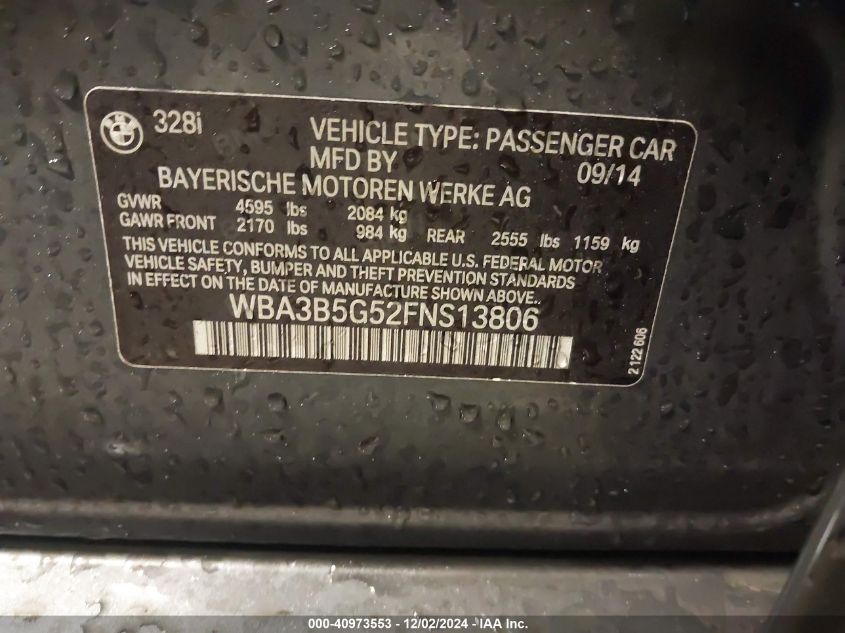 328i
VEHICLE TYPE: PASSENGER CAR
MFD BY
09/14
BAYERISCHE MOTOREN WERKE AG
GVWR 4595 lbs 2084 kg
GAWR FRONT 2170 lbs 984 kg REAR 2555 lbs 1159 kg
THIS VEHICLE CONFORMS TO ALL APPLICABLE U.S. FEDERAL MOTOR
VEHICLE SAFETY, BUMPER AND THEFT PREVENTION STANDARDS
IN EFFECT ON THE DATE OF MANUFACTURE SHOWN ABOVE..
WBA3B5G52FNS13806
2 122 606
000-40973553 - 12/02/2024 - IAA Inc.